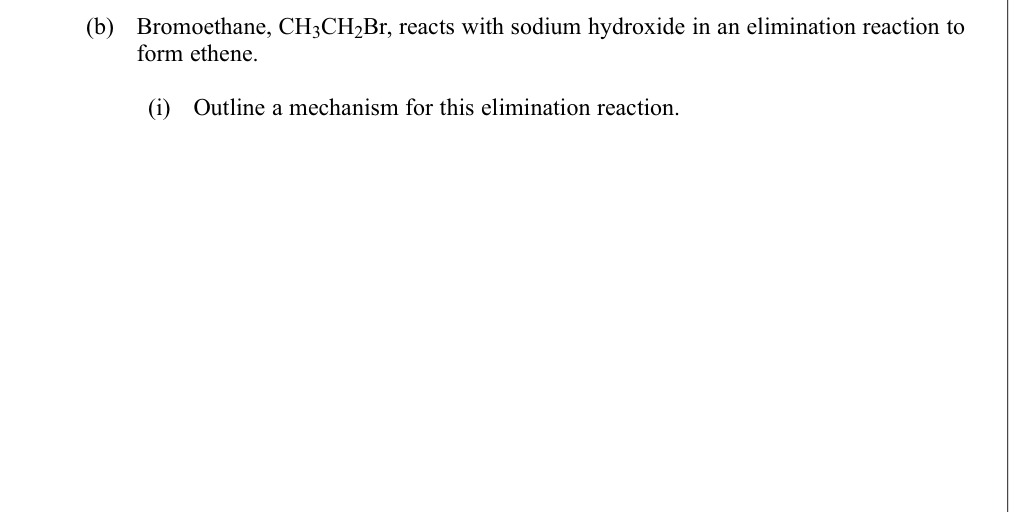 (b) Bromoethane, CH₃CH₂Br, reacts with sodium hydroxide in an elimination reaction to
form ethene.
(i) Outline a mechanism for this elimination reaction.